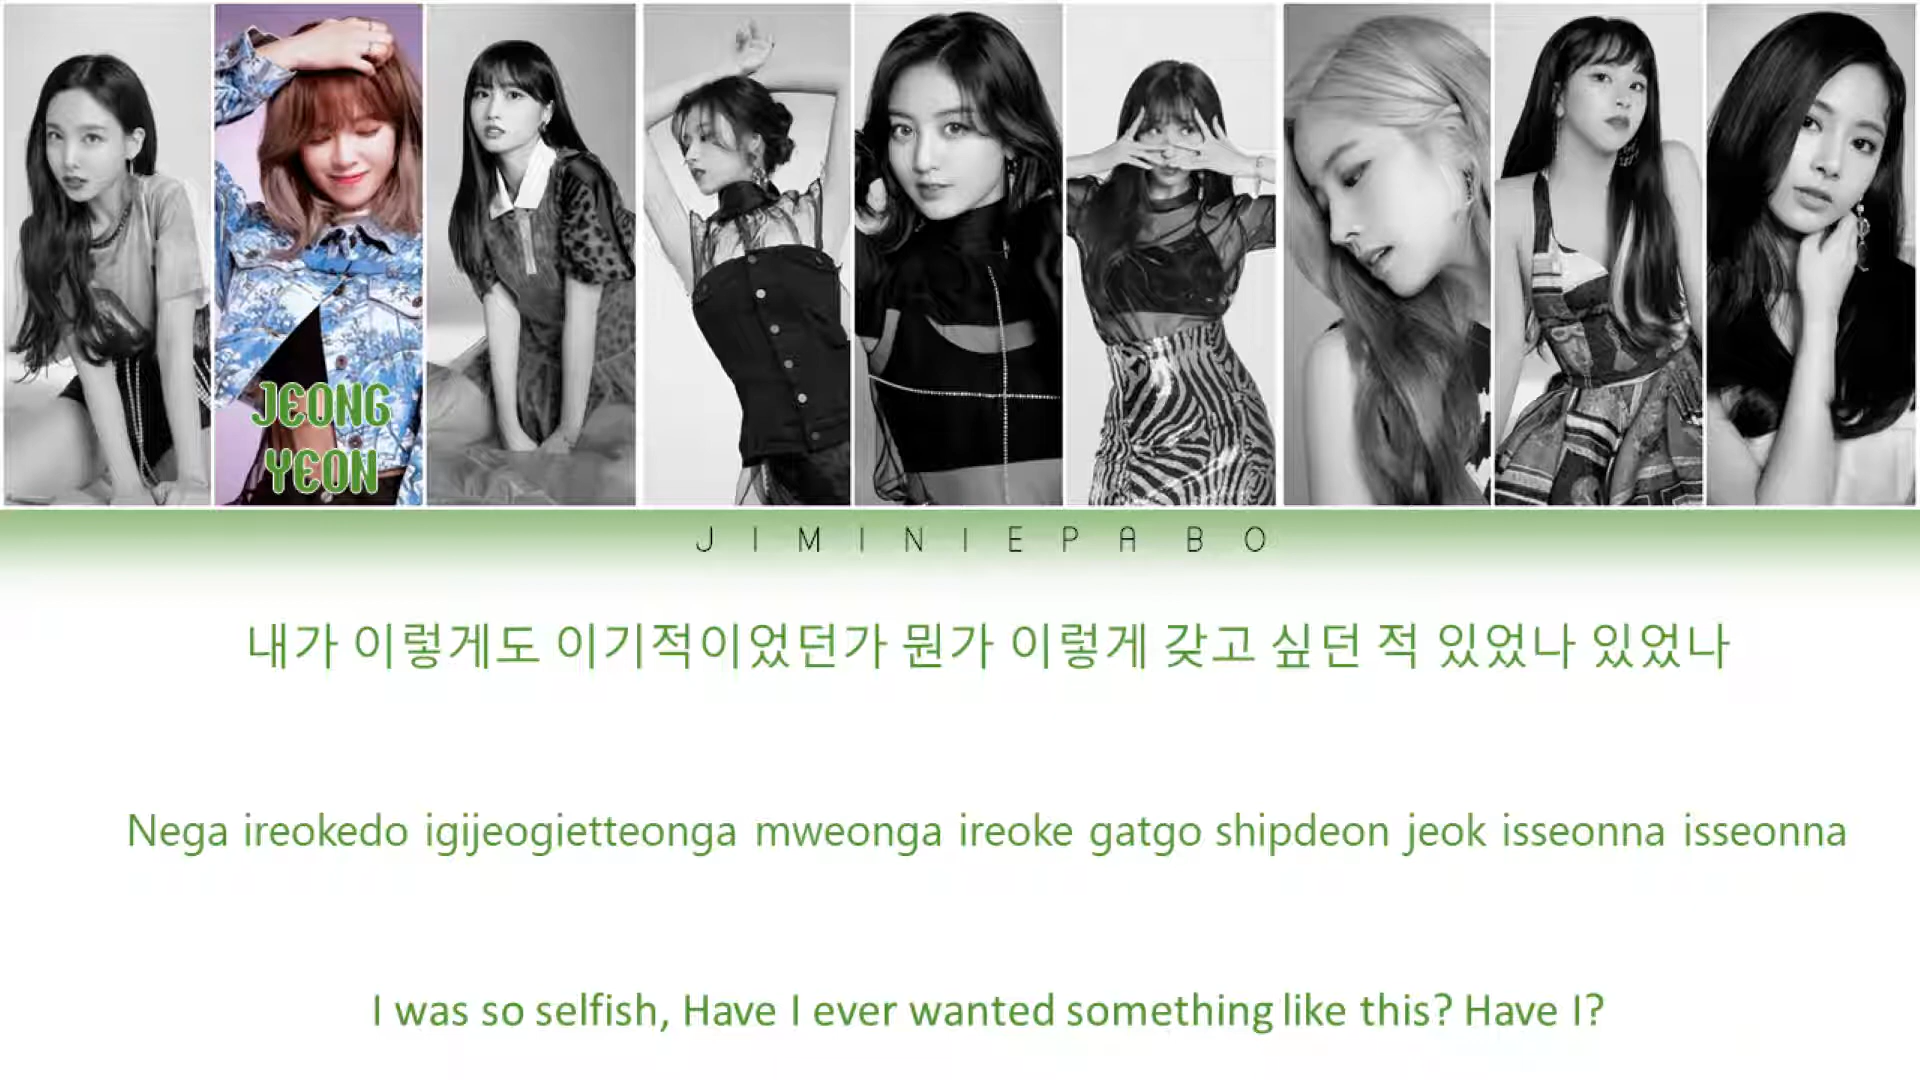 JEONG
YEON
JIMINIEPABO
내가 이렇게도 이기적이었던가 뭔가 이렇게 갖고 싶던 적 있었나 있었나
Nega ireokedo igijeogietteonga mweonga ireoke gatgo shipdeon jeok isseonna isseonna
I was so selfish, Have I ever wanted something like this? Have I?